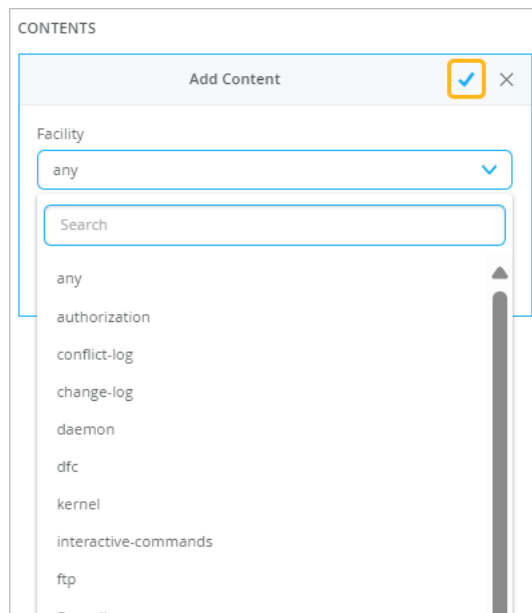 CONTENTS
Add Content
Facility
any
Search
any
authorization
conflict-log
change-log
daemon
dfc
kernel
interactive-commands
ftp